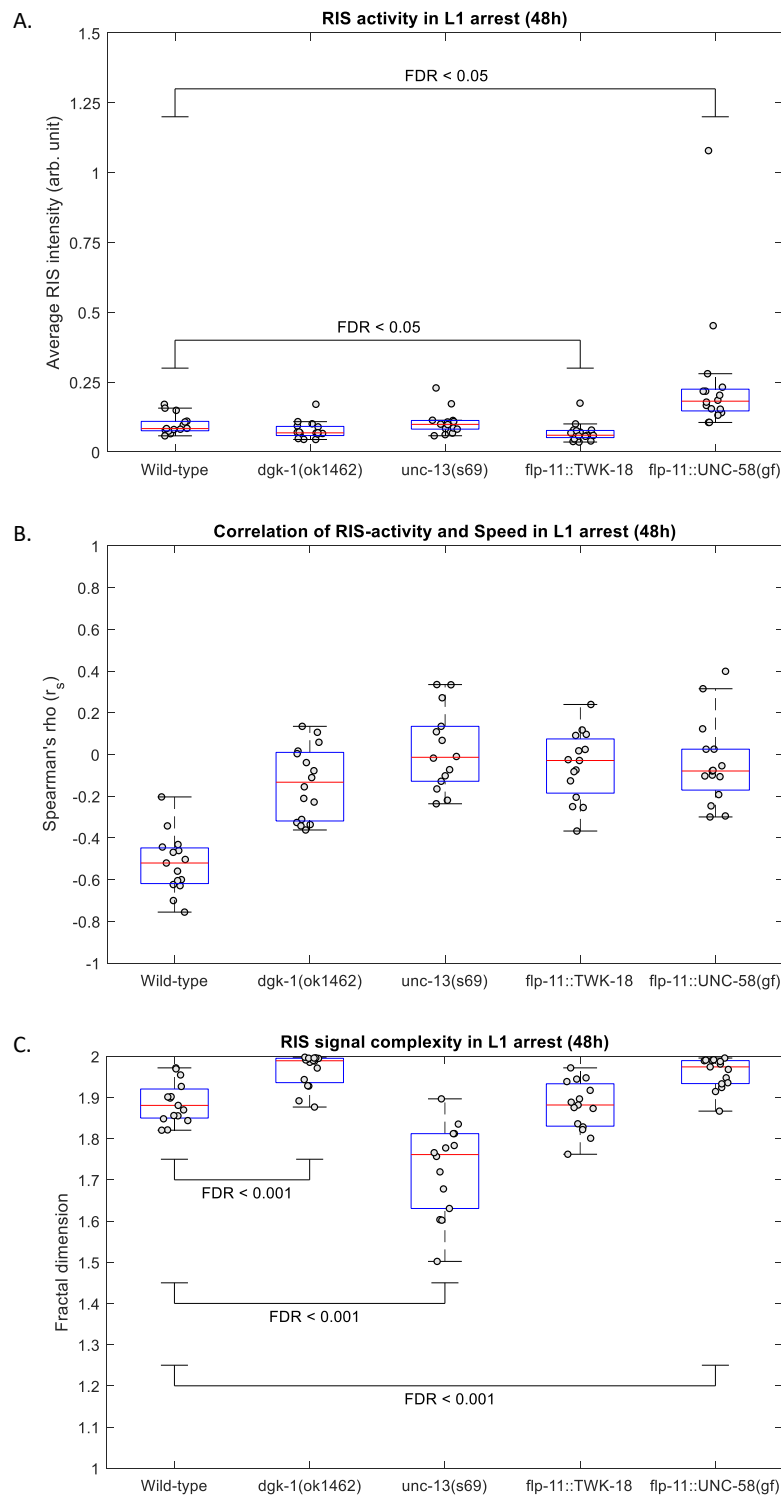 A.
RIS activity in L1 arrest (48h)
1.5
1.25
1
0.75
0.5
0.25
0
Average RIS intensity (arb. unit)
FDR < 0.05
FDR < 0.05
Wild-type dgk-1(ok1462) unc-13(s69) flp-11::TWK-18 flp-11::UNC-58(gf)
B.
Correlation of RIS-activity and Speed in L1 arrest (48h)
1
0.8
0.6
0.4
0.2
0
-0.2
-0.4
-0.6
-0.8
-1
Spearman's rho (r_s)
Wild-type dgk-1(ok1462) unc-13(s69) flp-11::TWK-18 flp-11::UNC-58(gf)
C.
RIS signal complexity in L1 arrest (48h)
2
1.9
1.8
1.7
1.6
1.5
1.4
1.3
1.2
1.1
1
Fractal dimension
FDR < 0.001
FDR < 0.001
FDR < 0.001
Wild-type dgk-1(ok1462) unc-13(s69) flp-11::TWK-18 flp-11::UNC-58(gf)